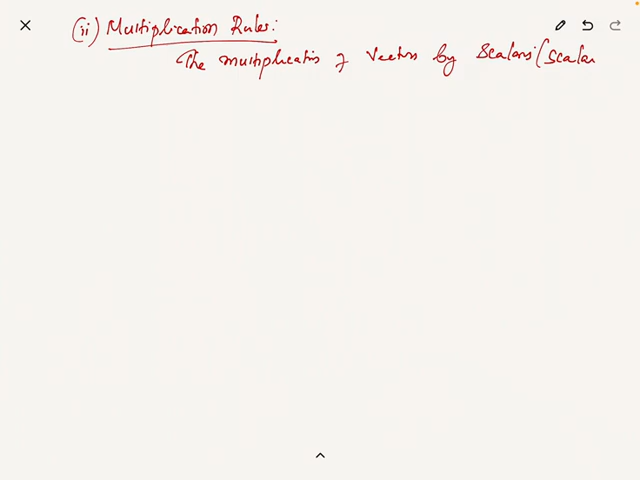 (ii) Multiplication Rules:
The multiplication of vectors by scalars (scalar